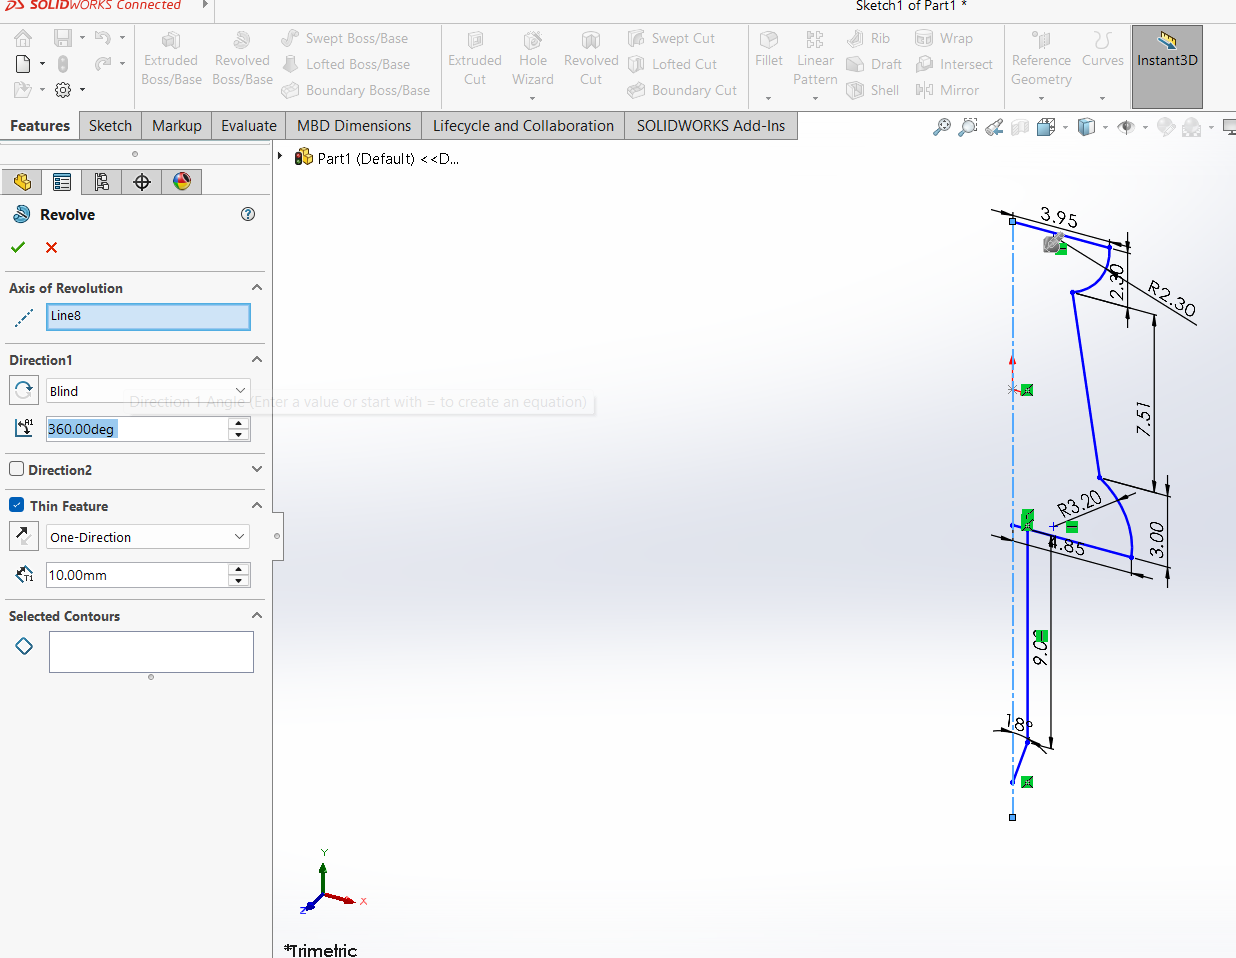 SOLIDWORKS Connected
Sketch1 of Part1 *
Extruded Boss/Base
Revolved Boss/Base
Swept Boss/Base
Lofted Boss/Base
Boundary Boss/Base
Extruded Cut
Hole Wizard
Revolved Cut
Swept Cut
Lofted Cut
Boundary Cut
Fillet
Linear Pattern
Rib
Draft
Shell
Wrap
Intersect
Mirror
Reference Geometry
Curves
Instant3D
Features
Sketch
Markup
Evaluate
MBD Dimensions
Lifecycle and Collaboration
SOLIDWORKS Add-Ins
Part1 (Default) <<D...
Revolve
Axis of Revolution
Line8
Direction1
Blind
Direction 1 Angle (Enter a value or start with = to create an equation)
360.00deg
Direction2
Thin Feature
One-Direction
10.00mm
Selected Contours
3.95
2.30
R2.30
7.51
R3.20
3.00
4.85
18°
Y
X
Z
*Trimetric